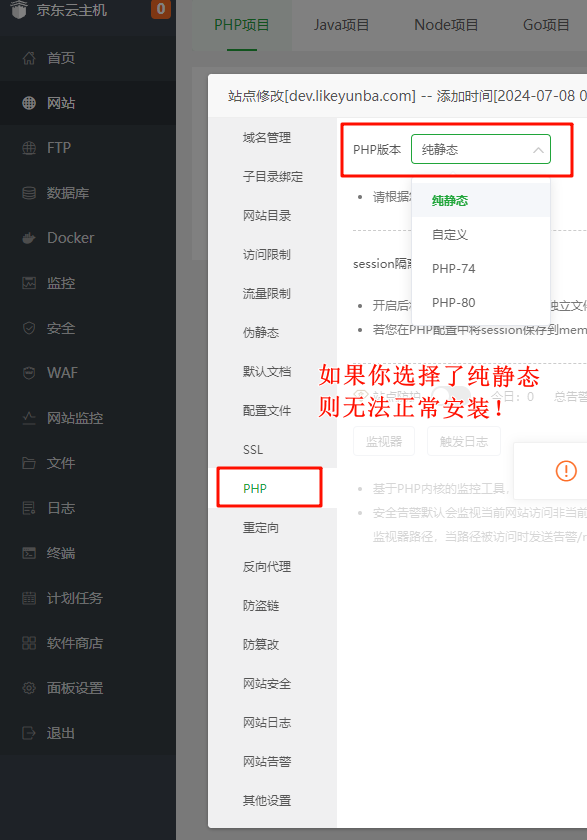 京东云主机
0
首页
网站
FTP
数据库
Docker
监控
安全
WAF
网站监控
文件
日志
终端
计划任务
软件商店
面板设置
退出
PHP项目
Java项目
Node项目
Go项目
站点修改[dev.likeyunba.com] -- 添加时间[2024-07-08 0
域名管理
子目录绑定
网站目录
访问限制
流量限制
伪静态
默认文档
配置文件
SSL
PHP
重定向
反向代理
防盗链
防篡改
网站安全
网站日志
网站告警
其他设置
PHP版本
纯静态
纯静态
自定义
PHP-74
PHP-80
请根据
session隔离
开启后 独立文
若您在PHP配置中将session保存到mem
如果你选择了纯静态
则无法正常安装！
站点防护
今日：0
总告警
监视器
触发日志
基于PHP内核的监控工具
安全告警默认会监视当前网站访问非当前
监视器路径，当路径被访问时发送告警/